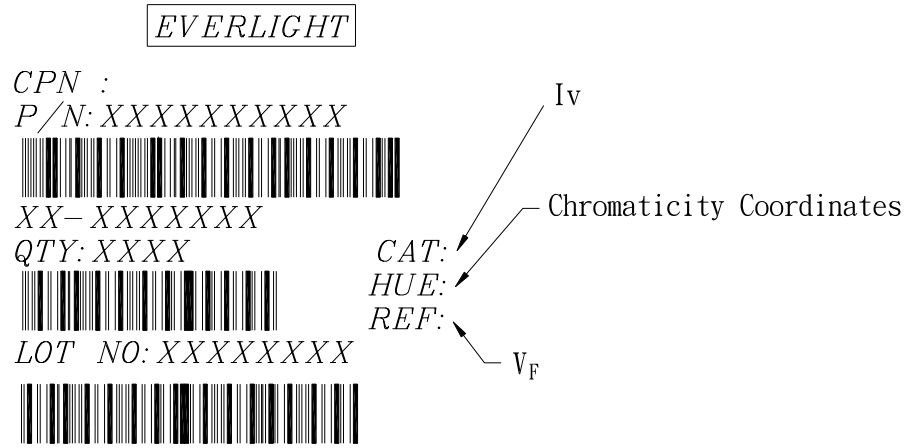 EVERLIGHT
CPN :
P/N: XXXXXXXXXX
XX-XXXXXXX
QTY: XXXX
LOT NO: XXXXXXXX
CAT:
HUE:
REF:
Iv
Chromaticity Coordinates
VF